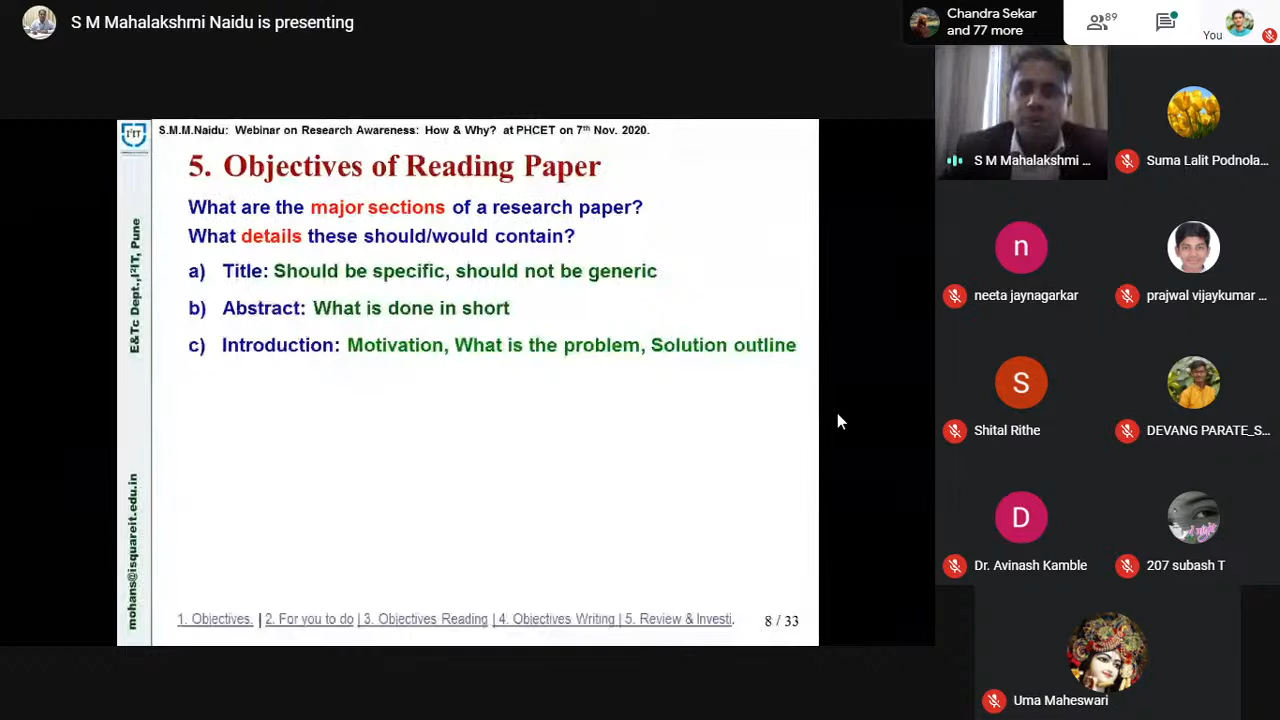 S M Mahalakshmi Naidu is presenting
Chandra Sekar
and 77 more
89
You
I²IT
S.M.M.Naidu: Webinar on Research Awareness: How & Why? at PHCET on 7th Nov. 2020.
5. Objectives of Reading Paper
What are the major sections of a research paper?
What details these should/would contain?
a) Title: Should be specific, should not be generic
b) Abstract: What is done in short
c) Introduction: Motivation, What is the problem, Solution outline
E&Tc Dept.,I²IT, Pune
mohans@isquareit.edu.in
1. Objectives. | 2. For you to do | 3. Objectives Reading | 4. Objectives Writing | 5. Review & Investi.
8 / 33
S M Mahalakshmi ...
Suma Lalit Podnola...
n
neeta jaynagarkar
prajwal vijaykumar ...
S
Shital Rithe
DEVANG PARATE_S...
D
Dr. Avinash Kamble
207 subash T
Uma Maheswari